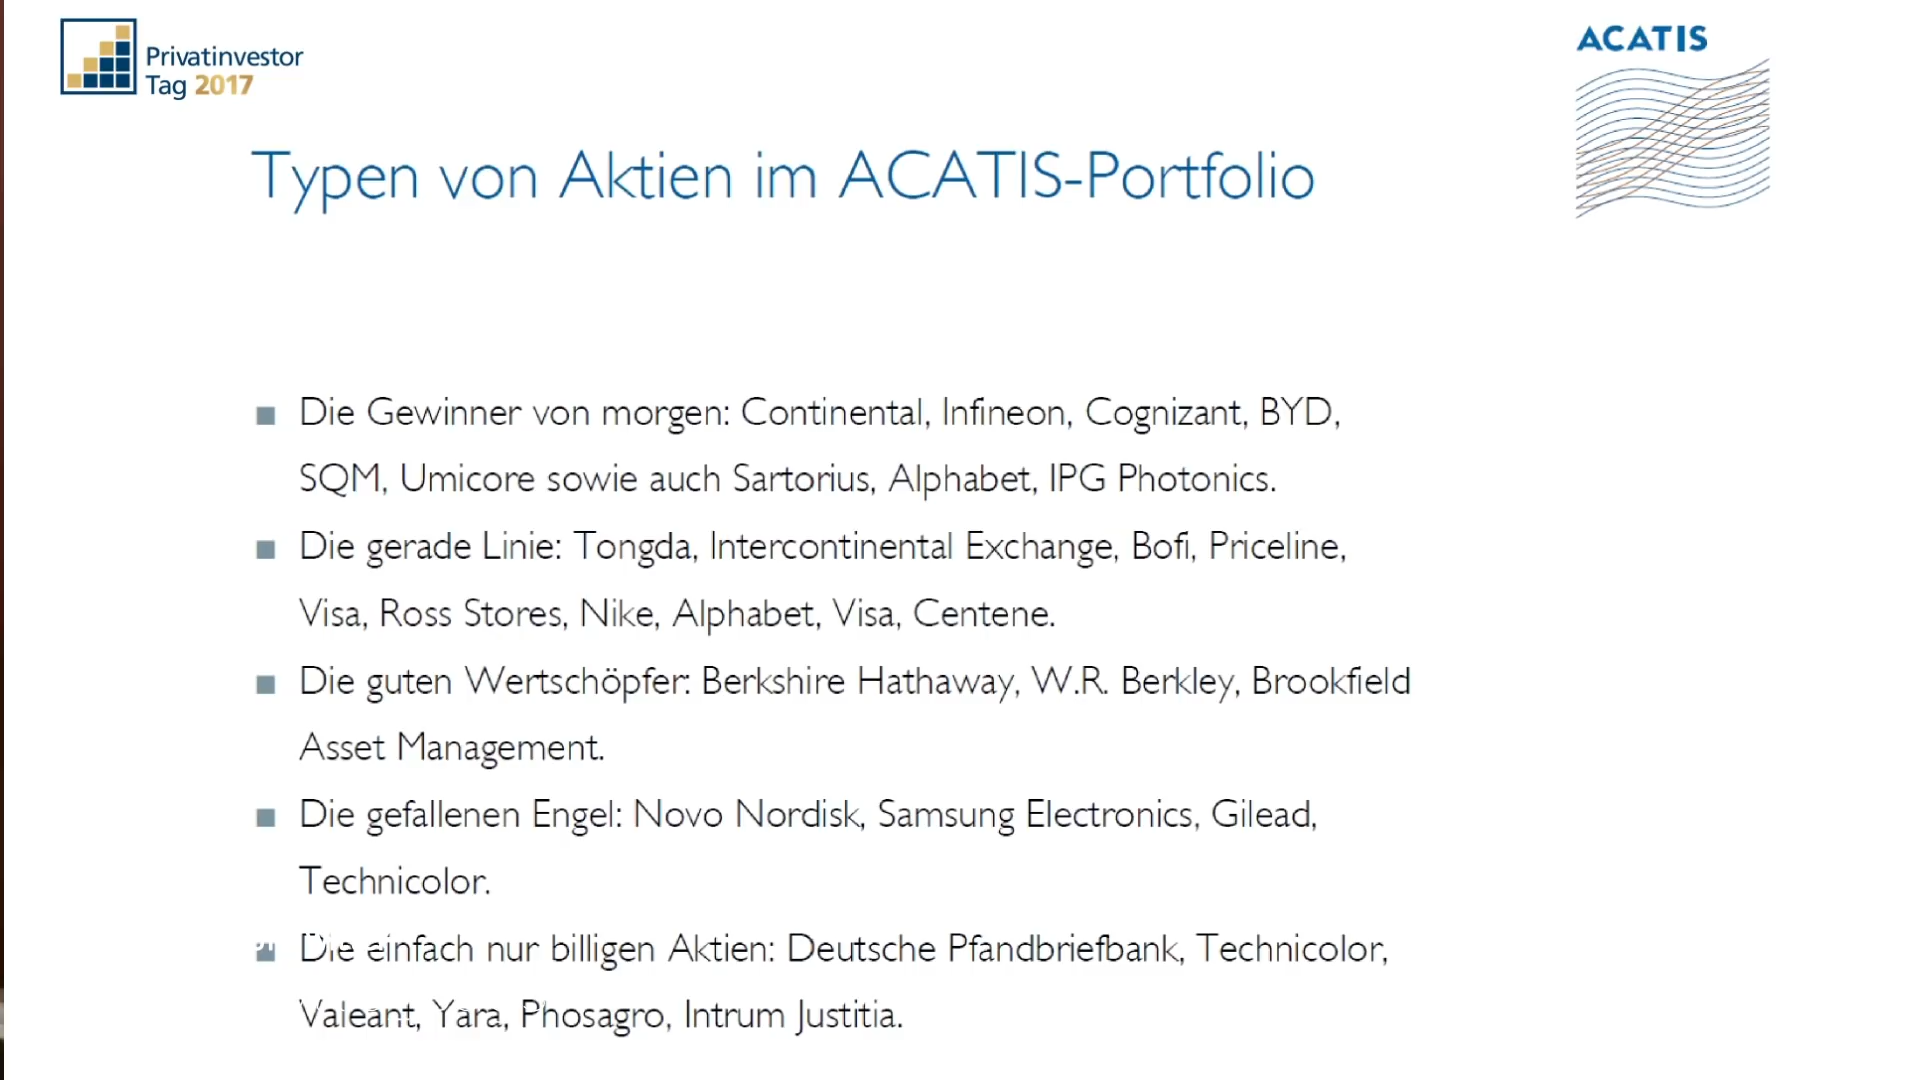 Privatinvestor
Tag 2017
ACATIS
Typen von Aktien im ACATIS-Portfolio
■ Die Gewinner von morgen: Continental, Infineon, Cognizant, BYD,
SQM, Umicore sowie auch Sartorius, Alphabet, IPG Photonics.
■ Die gerade Linie: Tongda, Intercontinental Exchange, Bofi, Priceline,
Visa, Ross Stores, Nike, Alphabet, Visa, Centene.
■ Die guten Wertschöpfer: Berkshire Hathaway, W.R. Berkley, Brookfield
Asset Management.
■ Die gefallenen Engel: Novo Nordisk, Samsung Electronics, Gilead,
Technicolor.
■ Die einfach nur billigen Aktien: Deutsche Pfandbriefbank, Technicolor,
Valeant, Yara, Phosagro, Intrum Justitia.